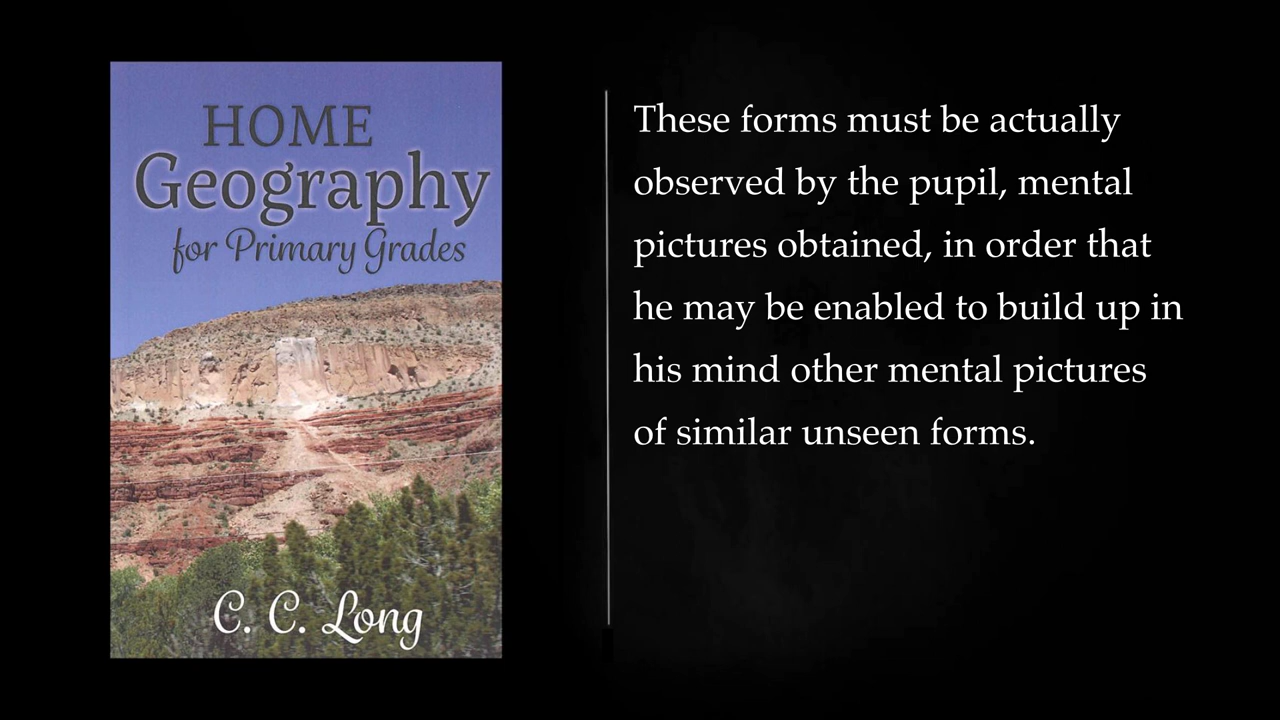 HOME
Geography
for Primary Grades
C. C. Long
These forms must be actually
observed by the pupil, mental
pictures obtained, in order that
he may be enabled to build up in
his mind other mental pictures
of similar unseen forms.